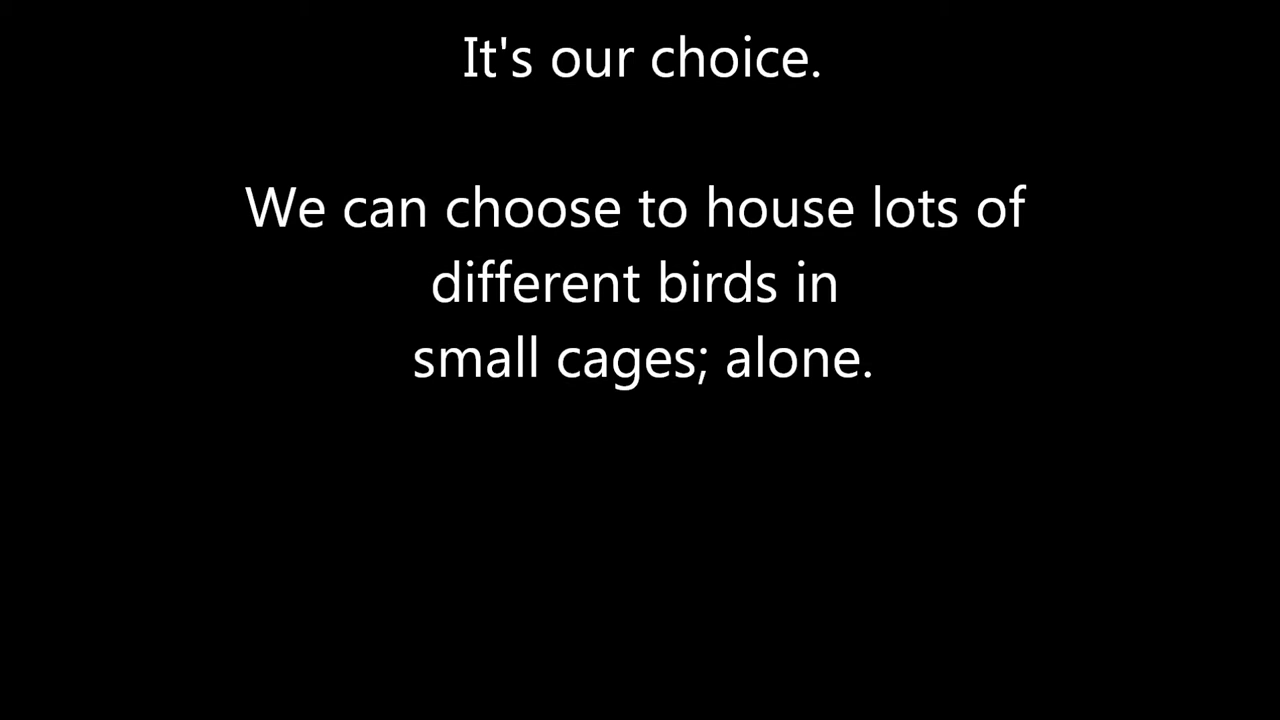 It's our choice.
We can choose to house lots of
different birds in
small cages; alone.